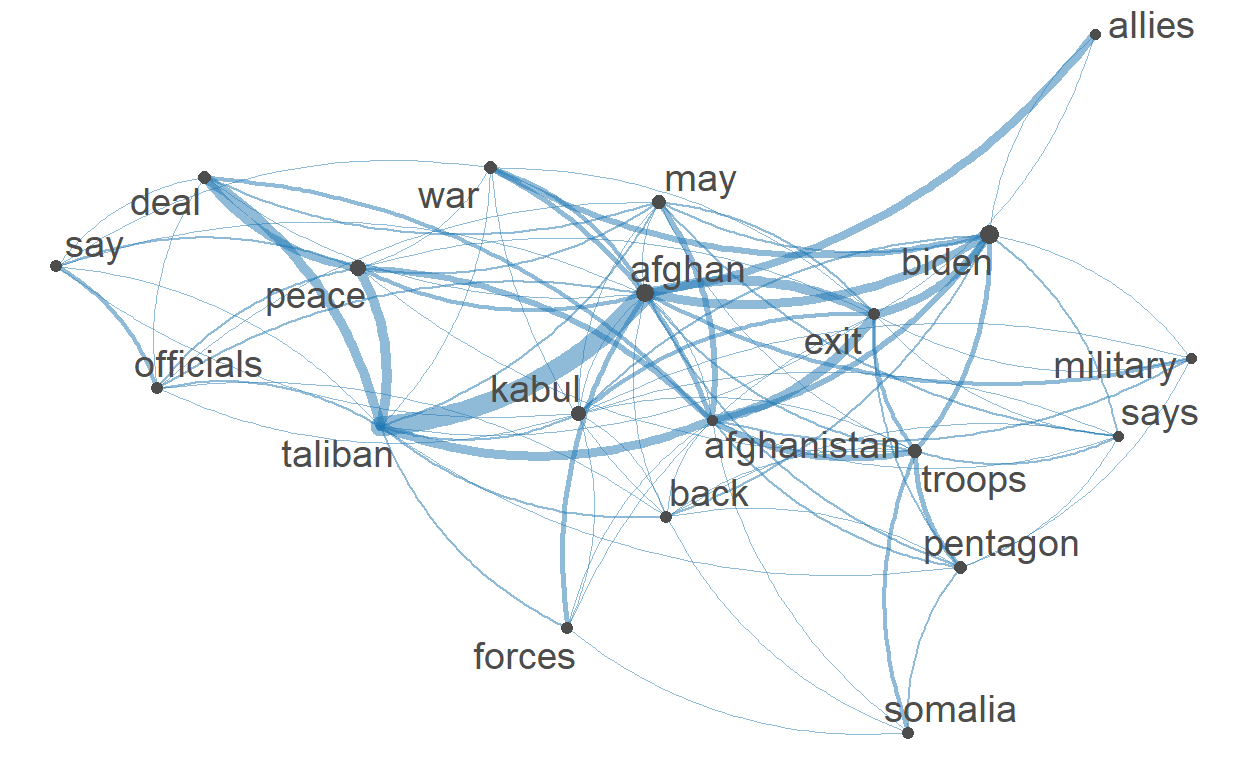 allies
may
war
deal
say
afghan
biden
peace
exit
officials
military
kabul
says
afghanistan
taliban
troops
back
pentagon
forces
somalia